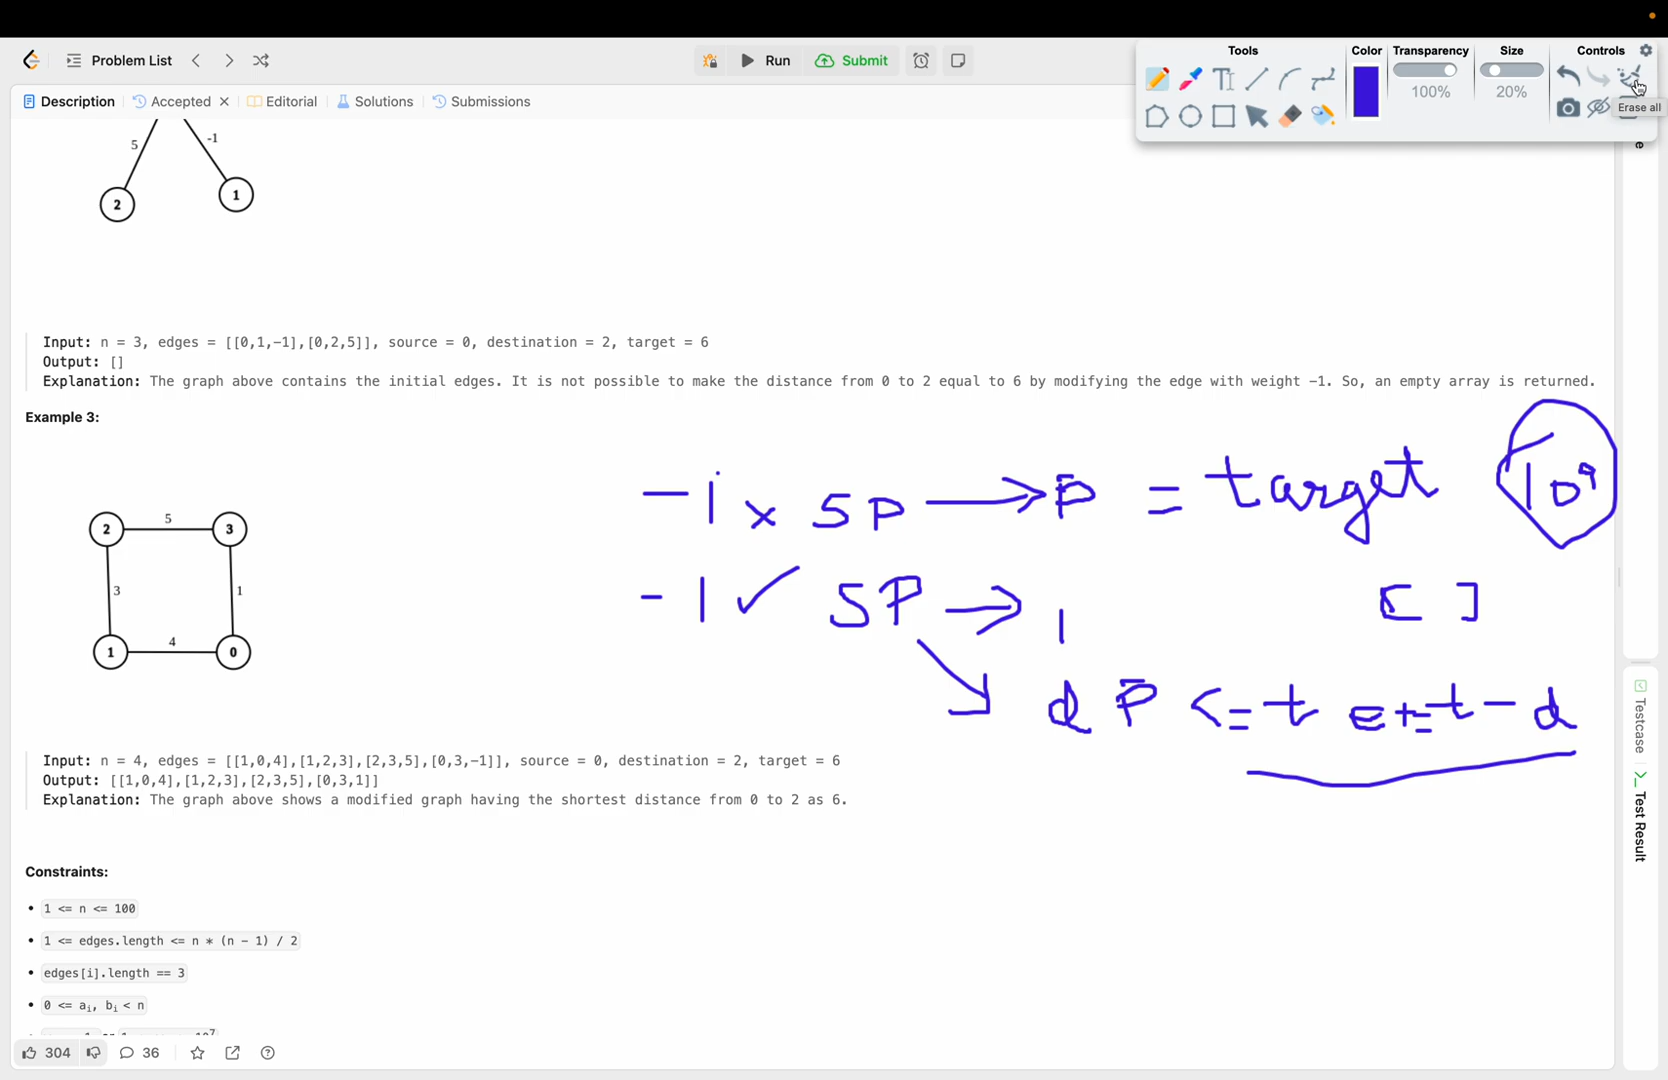 Problem List
Run
Submit
Tools
Color
Transparency
Size
Controls
100%
20%
Erase all
Description
Accepted
Editorial
Solutions
Submissions
5
-1
2
1
Input: n = 3, edges = [[0,1,-1],[0,2,5]], source = 0, destination = 2, target = 6
Output: []
Explanation: The graph above contains the initial edges. It is not possible to make the distance from 0 to 2 equal to 6 by modifying the edge with weight -1. So, an empty array is returned.
Example 3:
-1 x SP → P = target 10⁹
2 5 3
3 1
1 4 0
-1 ✓ SP → 1 [ ]
d P <= t e+=t-d
Input: n = 4, edges = [[1,0,4],[1,2,3],[2,3,5],[0,3,-1]], source = 0, destination = 2, target = 6
Output: [[1,0,4],[1,2,3],[2,3,5],[0,3,1]]
Explanation: The graph above shows a modified graph having the shortest distance from 0 to 2 as 6.
Constraints:
• 1 <= n <= 100
• 1 <= edges.length <= n * (n - 1) / 2
• edges[i].length == 3
• 0 <= aᵢ, bᵢ < n
304
36
Testcase
Test Result